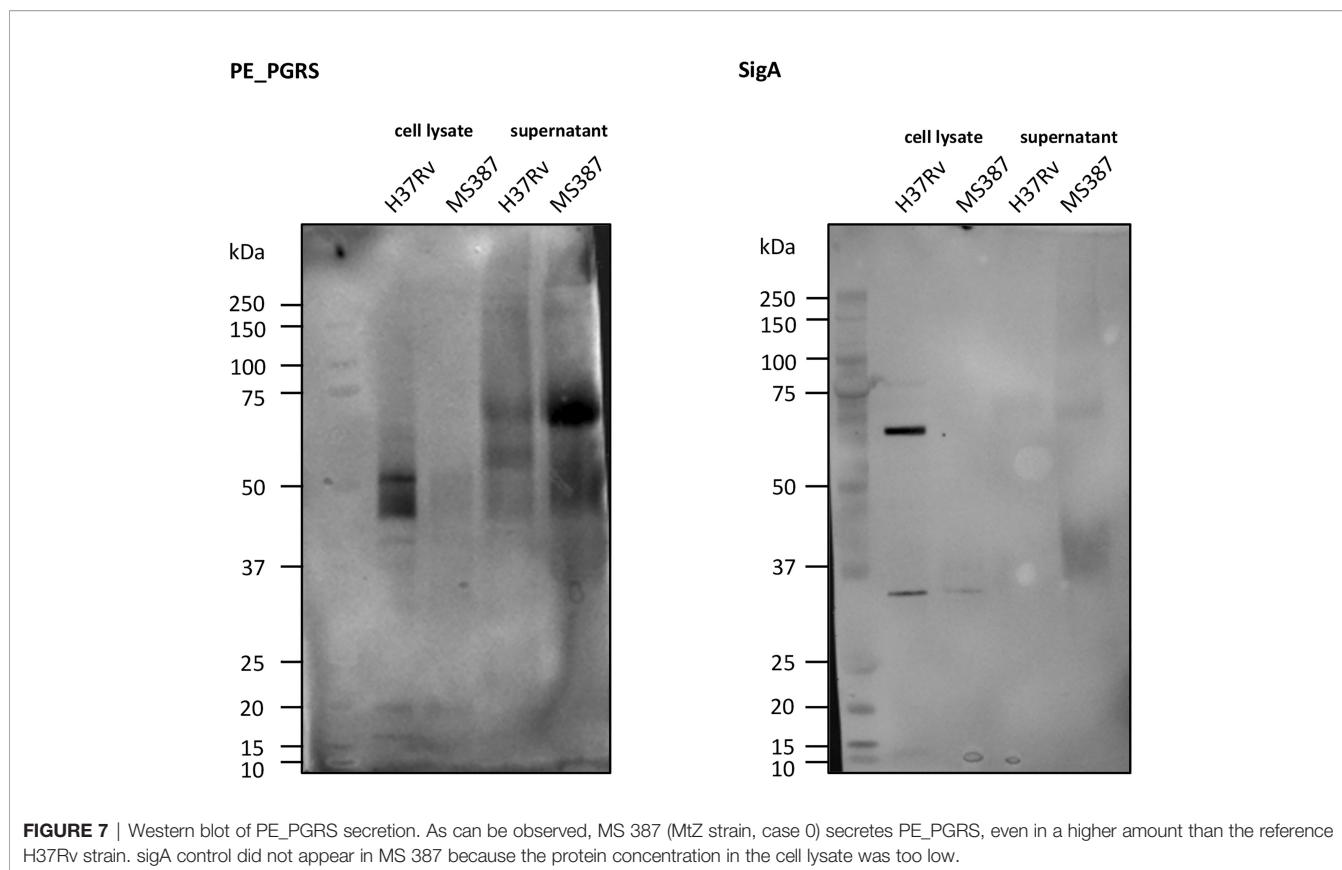 PE_PGRS
SigA
cell lysate supernatant
H37Rv MS387 H37Rv MS387
kDa
250
150
100
75
50
37
25
20
15
10
cell lysate supernatant
H37Rv MS387 H37Rv MS387
kDa
250
150
100
75
50
37
25
20
15
10
FIGURE 7 | Western blot of PE_PGRS secretion. As can be observed, MS 387 (MtZ strain, case 0) secretes PE_PGRS, even in a higher amount than the reference
H37Rv strain. sigA control did not appear in MS 387 because the protein concentration in the cell lysate was too low.